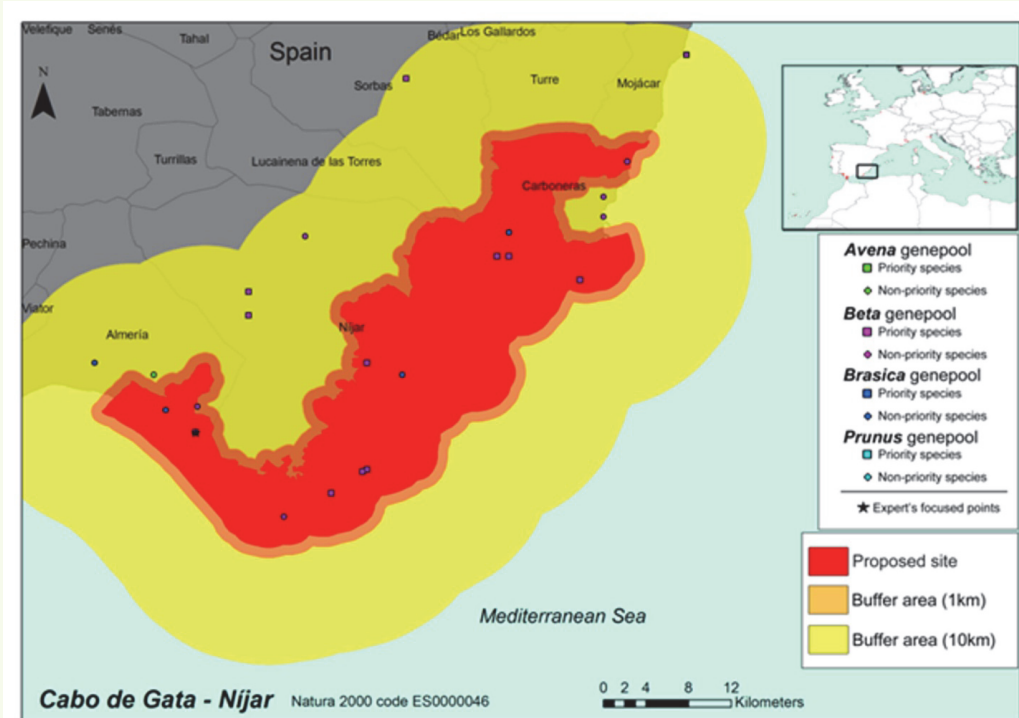 Velefique
Senés
Tahal
Spain
Bédar
Los Gallardos
Sorbas
Turre
Mojácar
N
Tabernas
Turrillas
Lucainena de las Torres
Carboneras
Pechina
Viator
Almería
Níjar
Avena genepool
Priority species
Non-priority species
Beta genepool
Priority species
Non-priority species
Brasica genepool
Priority species
Non-priority species
Prunus genepool
Priority species
Non-priority species
Expert's focused points
Proposed site
Buffer area (1km)
Buffer area (10km)
Mediterranean Sea
Cabo de Gata - Níjar Natura 2000 code ES0000046
0 2 4 8 12
Kilometers